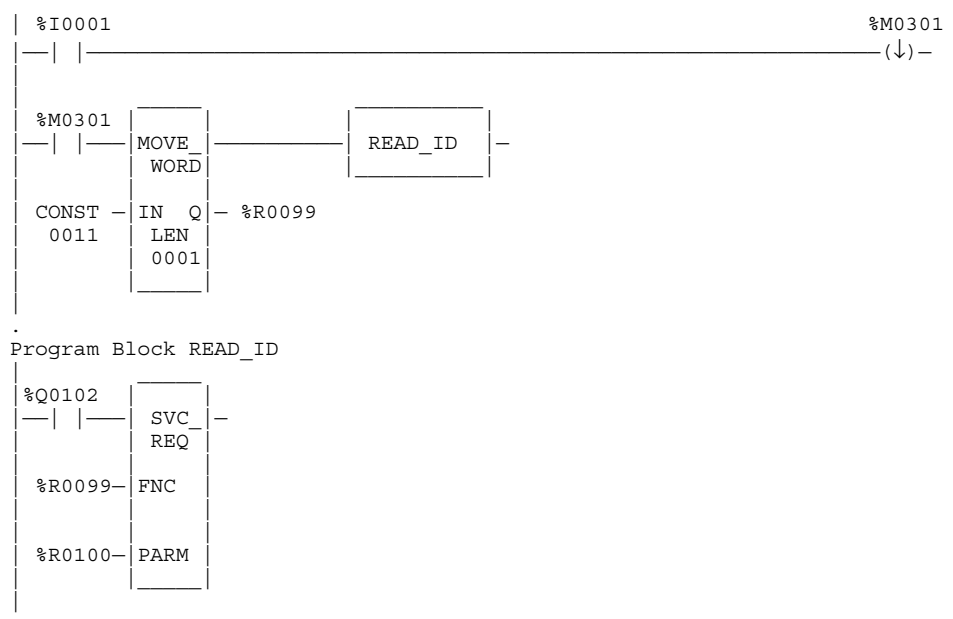 %I0001 %M0301
(↓)
%M0301
MOVE_ READ_ID
WORD
CONST IN Q %R0099
0011 LEN
0001
.
Program Block READ_ID
%Q0102
SVC_
REQ
%R0099 FNC
%R0100 PARM